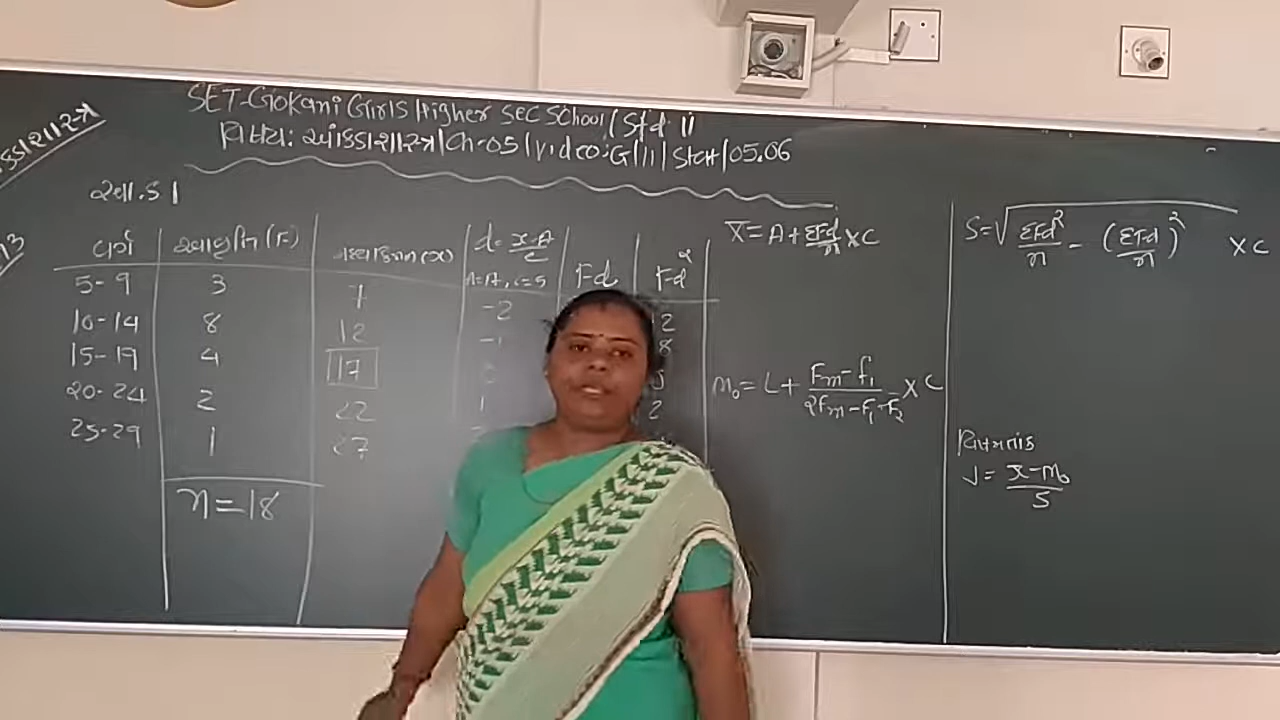 SET-Gokani Girls Higher Sec School / Std 11
વિષય: આંકડાશાસ્ત્ર / Ch-05 / Video: G / 11 / Stat / 05.06
સ્વા.ડ 1
વર્ગ આવૃત્તિ (F) મધ્યકિંમત (x) d = x-A/c Fd Fd²
A=17, c=5
5-9 3 7 -2 12
10-14 8 12 -1 8
15-19 4 17
20-24 2 22 1 2
25-29 1 27
n=18
x̄ = A + ΣFd/n × C
M₀ = L + Fm-f₁/2Fm-F₁-F₂ × C
S = √ΣFd²/n - (ΣFd/n)² × C
વિષમતાંક
J = x̄-M₀/S